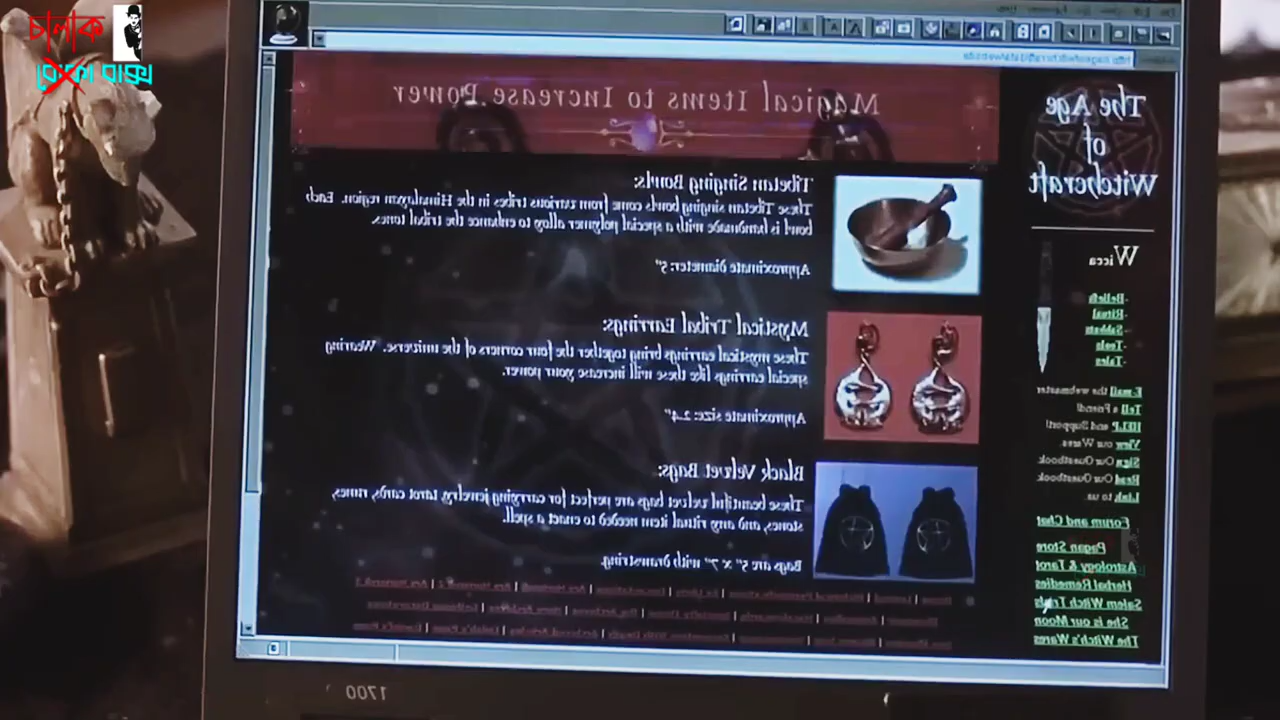 চালাক
বোকা বাক্স
Magical Items to Increase Power
The Age
of
Witchcraft
Tibetan Singing Bowls:
These Tibetan singing bowls come from various tribes in the Himalayan region. Each
bowl is handmade with a special polymer alloy to enhance the tribal tones.
Approximate diameter: 5"
Wicca
-Beliefs
-Ritual
-Sabbats
-Tools
-Tales
Mystical Tribal Earrings:
These mystical earrings bring together the four corners of the universe. Wearing
special earrings like these will increase your power.
Approximate size: 2.4"
E-mail the webmaster
Tell a Friend!
HELP and Support!
View our Wares
Sign Our Guestbook
Read Our Guestbook
Link to us.
Black Velvet Bags:
These beautiful velvet bags are perfect for carrying jewelry, tarot cards, runes,
stones, and any ritual item needed to enact a spell.
Bags are 5" x 7" with drawstring.
Forum and Chat
Pagan Store
Astrology & Tarot
Herbal Remedies
Salem Witch Trials
She is our Moon
The Witch's Wares
1700